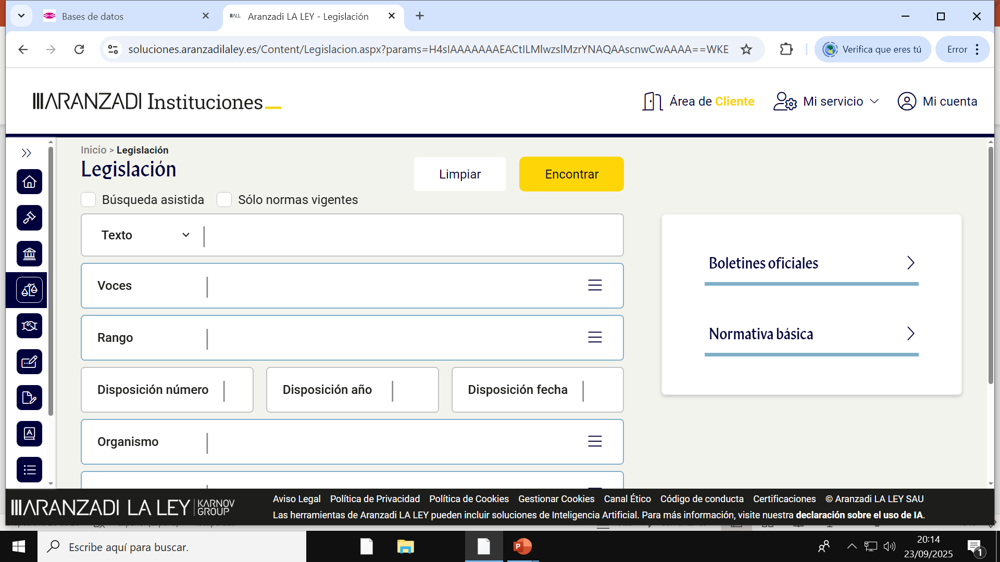 Bases de datos
ALL Aranzadi LA LEY - Legislación
soluciones.aranzadilaley.es/Content/Legislacion.aspx?params=H4sIAAAAAAAEACtILMlwzslMzrYNAQAAscnwCwAAAA==WKE
Verifica que eres tú
Error
ARANZADI Instituciones
Área de Cliente
Mi servicio
Mi cuenta
Inicio > Legislación
Legislación
Limpiar
Encontrar
Búsqueda asistida
Sólo normas vigentes
Texto
Voces
Rango
Disposición número
Disposición año
Disposición fecha
Organismo
Boletines oficiales
Normativa básica
ARANZADI LA LEY KARNOV GROUP
Aviso Legal Política de Privacidad Política de Cookies Gestionar Cookies Canal Ético Código de conducta Certificaciones © Aranzadi LA LEY SAU
Las herramientas de Aranzadi LA LEY pueden incluir soluciones de Inteligencia Artificial. Para más información, visite nuestra declaración sobre el uso de IA.
Escribe aquí para buscar.
P
20:14
23/09/2025
1